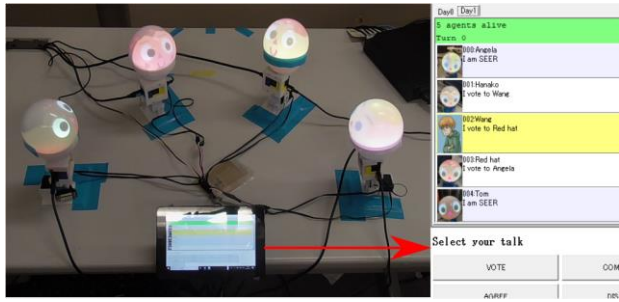 Day0 Day1
5 agents alive
Turn 0
000:Angela
I am SEER
001:Hanako
I vote to Wang
002:Wang
I vote to Red hat
003:Red hat
I vote to Angela
004:Tom
I am SEER
Select your talk
VOTE
COM
AGREE